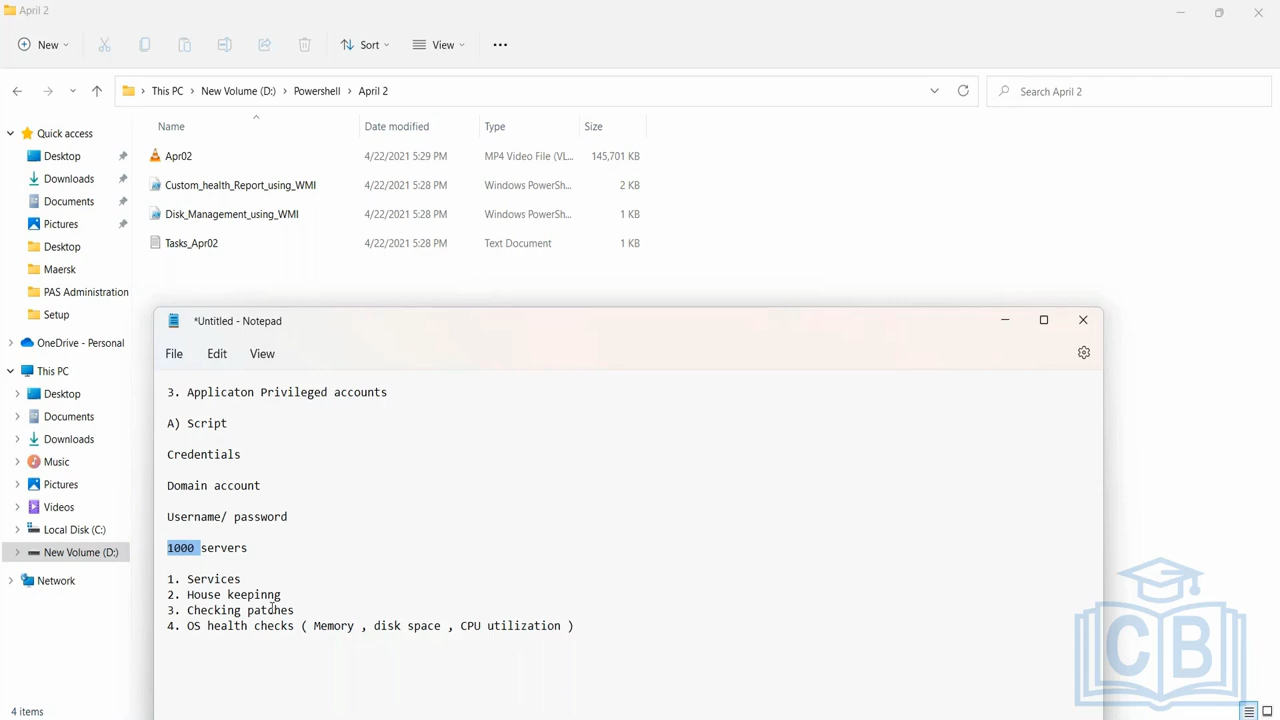 April 2
New
Sort
View
This PC
New Volume (D:)
Powershell
April 2
Search April 2
Name
Date modified
Type
Size
Apr02
4/22/2021 5:29 PM
MP4 Video File (VL...
145,701 KB
Custom_health_Report_using_WMI
4/22/2021 5:28 PM
Windows PowerSh...
2 KB
Disk_Management_using_WMI
4/22/2021 5:28 PM
Windows PowerSh...
1 KB
Tasks_Apr02
4/22/2021 5:28 PM
Text Document
1 KB
Quick access
Desktop
Downloads
Documents
Pictures
Desktop
Maersk
PAS Administration
Setup
OneDrive - Personal
This PC
Desktop
Documents
Downloads
Music
Pictures
Videos
Local Disk (C:)
New Volume (D:)
Network
4 items
*Untitled - Notepad
File Edit View
3. Applicaton Privileged accounts
A) Script
Credentials
Domain account
Username/ password
1000 servers
1. Services
2. House keepinng
3. Checking patches
4. OS health checks ( Memory , disk space , CPU utilization )
CB